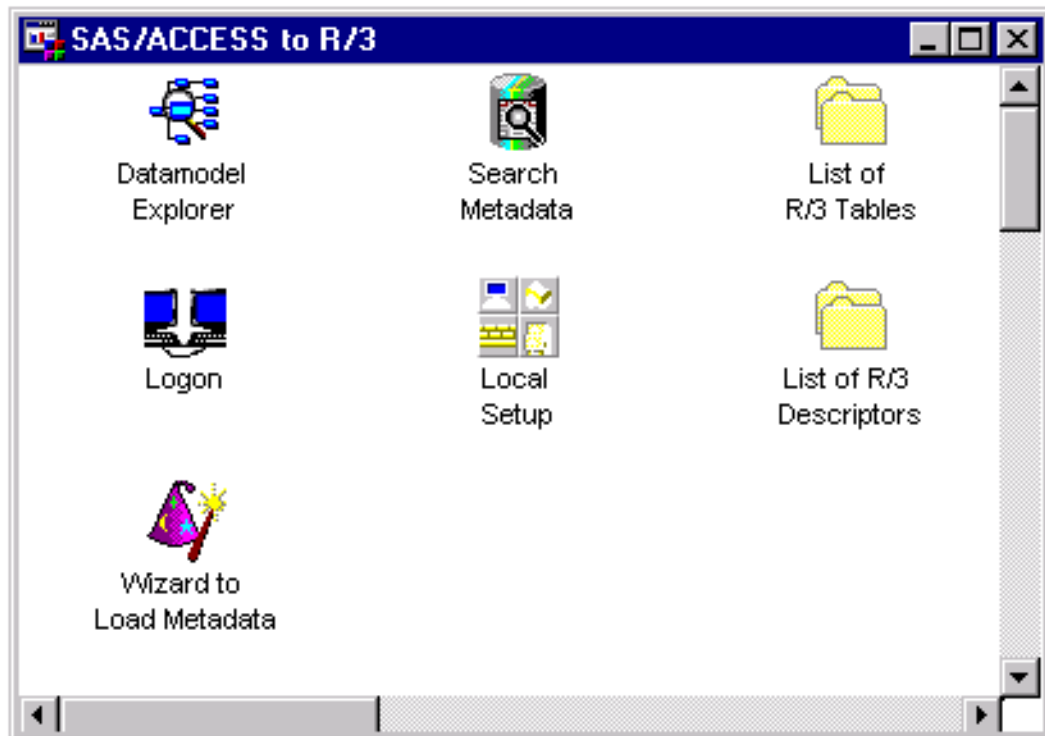 SAS/ACCESS to R/3
Datamodel
Explorer
Search
Metadata
List of
R/3 Tables
Logon
Local
Setup
List of R/3
Descriptors
Wizard to
Load Metadata